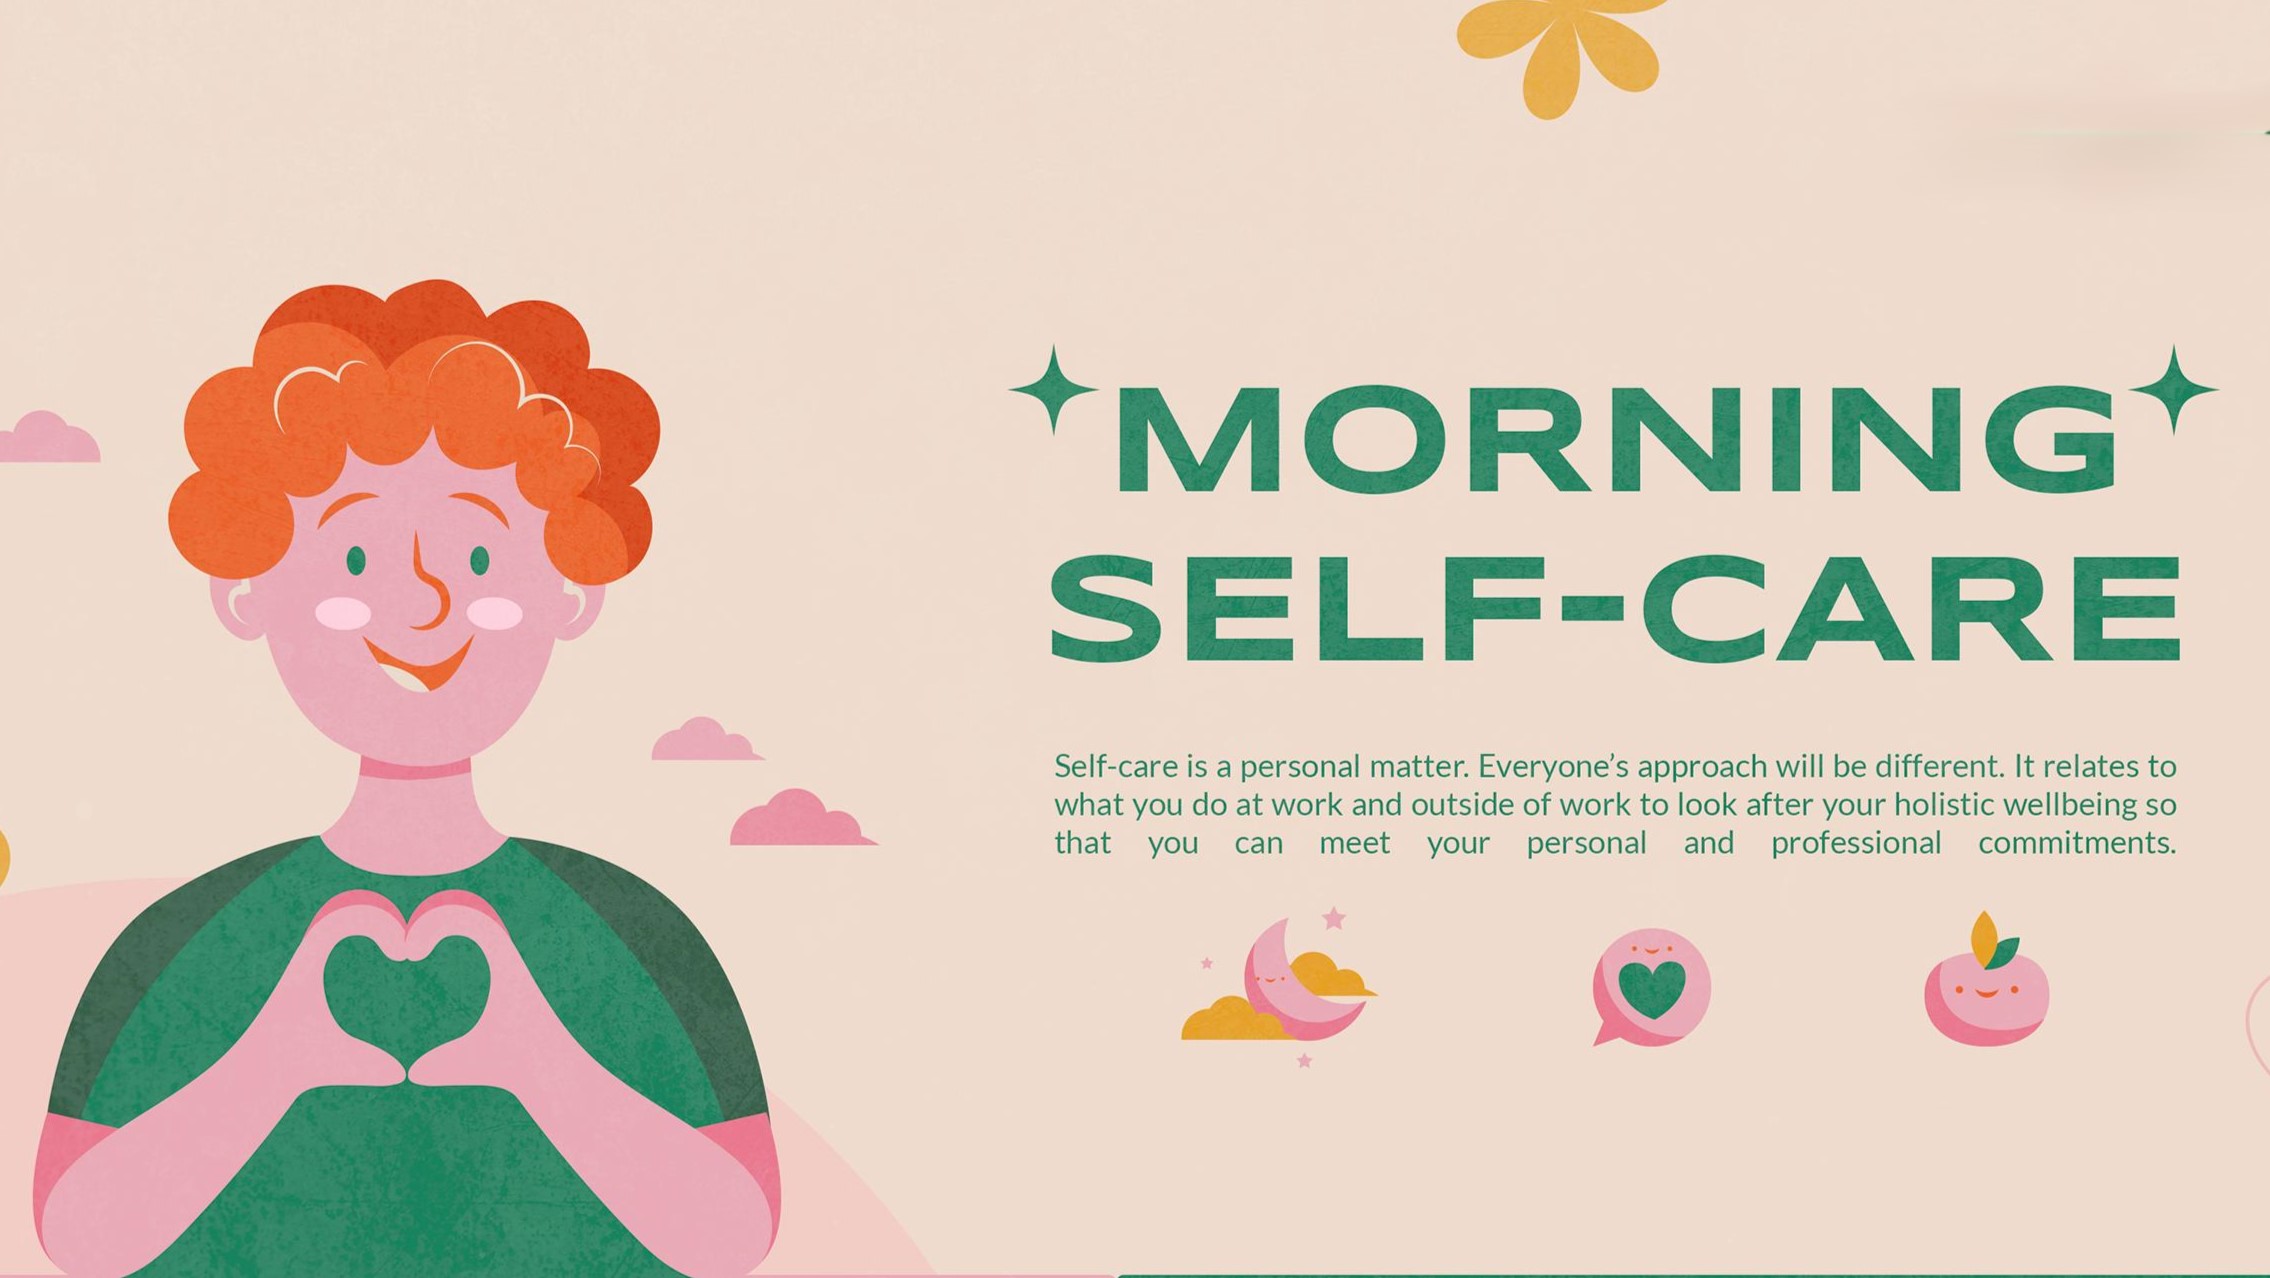 MORNING
SELF-CARE
Self-care is a personal matter. Everyone’s approach will be different. It relates to
what you do at work and outside of work to look after your holistic wellbeing so
that you can meet your personal and professional commitments.